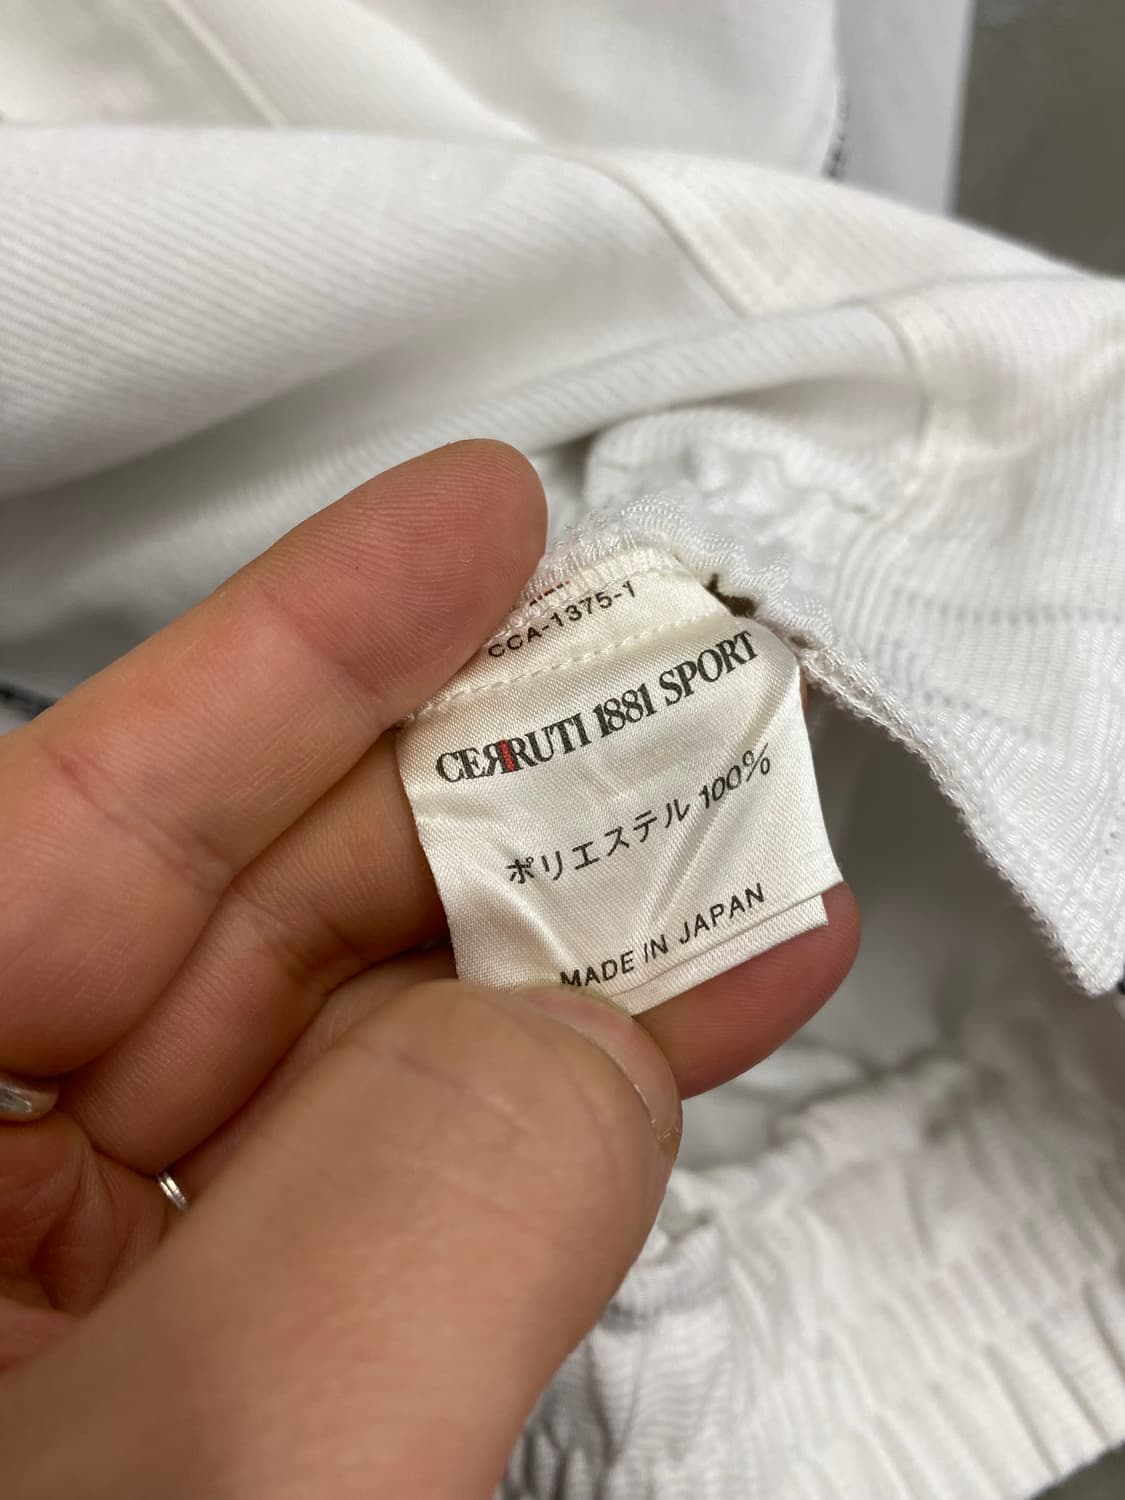 CCA-1375-1
CERRUTI 1881 SPORT
ポリエステル 100%
MADE IN JAPAN